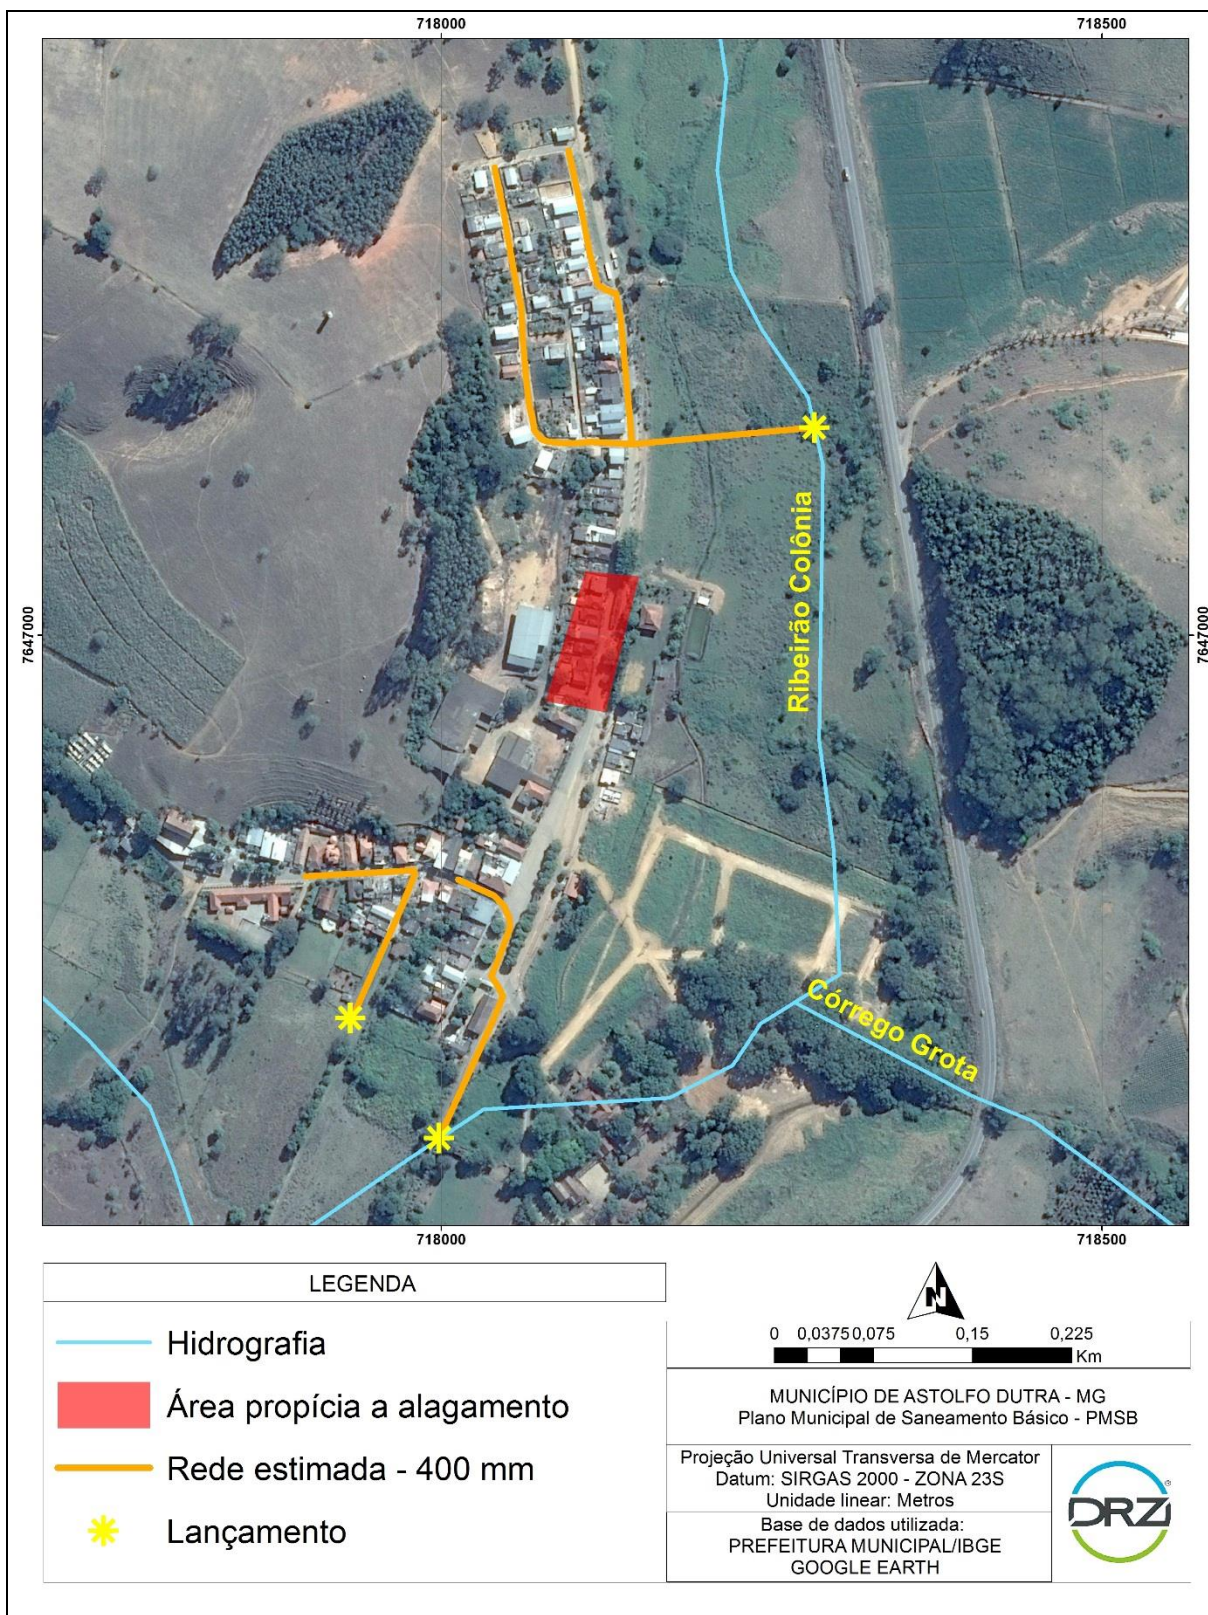 718000
718500
7647000
7647000
Ribeirão Colônia
Córrego Grota
718000
718500
LEGENDA
Hidrografia
Área propícia a alagamento
Rede estimada - 400 mm
Lançamento
N
0 0,0375 0,075 0,15 0,225
Km
MUNICÍPIO DE ASTOLFO DUTRA - MG
Plano Municipal de Saneamento Básico - PMSB
Projeção Universal Transversa de Mercator
Datum: SIRGAS 2000 - ZONA 23S
Unidade linear: Metros
Base de dados utilizada:
PREFEITURA MUNICIPAL/IBGE
GOOGLE EARTH
DRZ®